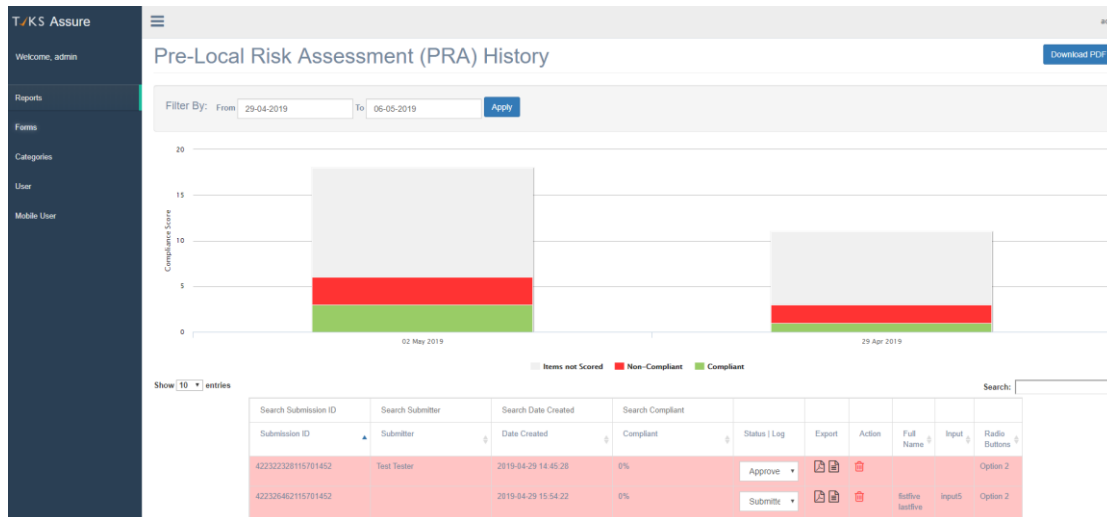 TIKS Assure
Welcome, admin
Pre-Local Risk Assessment (PRA) History
Download PDF
Reports
Forms
Categories
User
Mobile User
Filter By: From 29-04-2019 To 06-05-2019 Apply
20
15
10
5
0
Compliance Score
02 May 2019 29 Apr 2019
Items not Scored Non-Compliant Compliant
Show 10 entries Search:
Search Submission ID Search Submitter Search Date Created Search Compliant
Submission ID Submitter Date Created Compliant Status | Log Export Action Full Name Input Radio Buttons
422322328115701452 Test Tester 2019-04-29 14:45:28 0% Approve Option 2
422326462115701452 2019-04-29 15:54:22 0% Submitte fistfive lastfive input5 Option 2